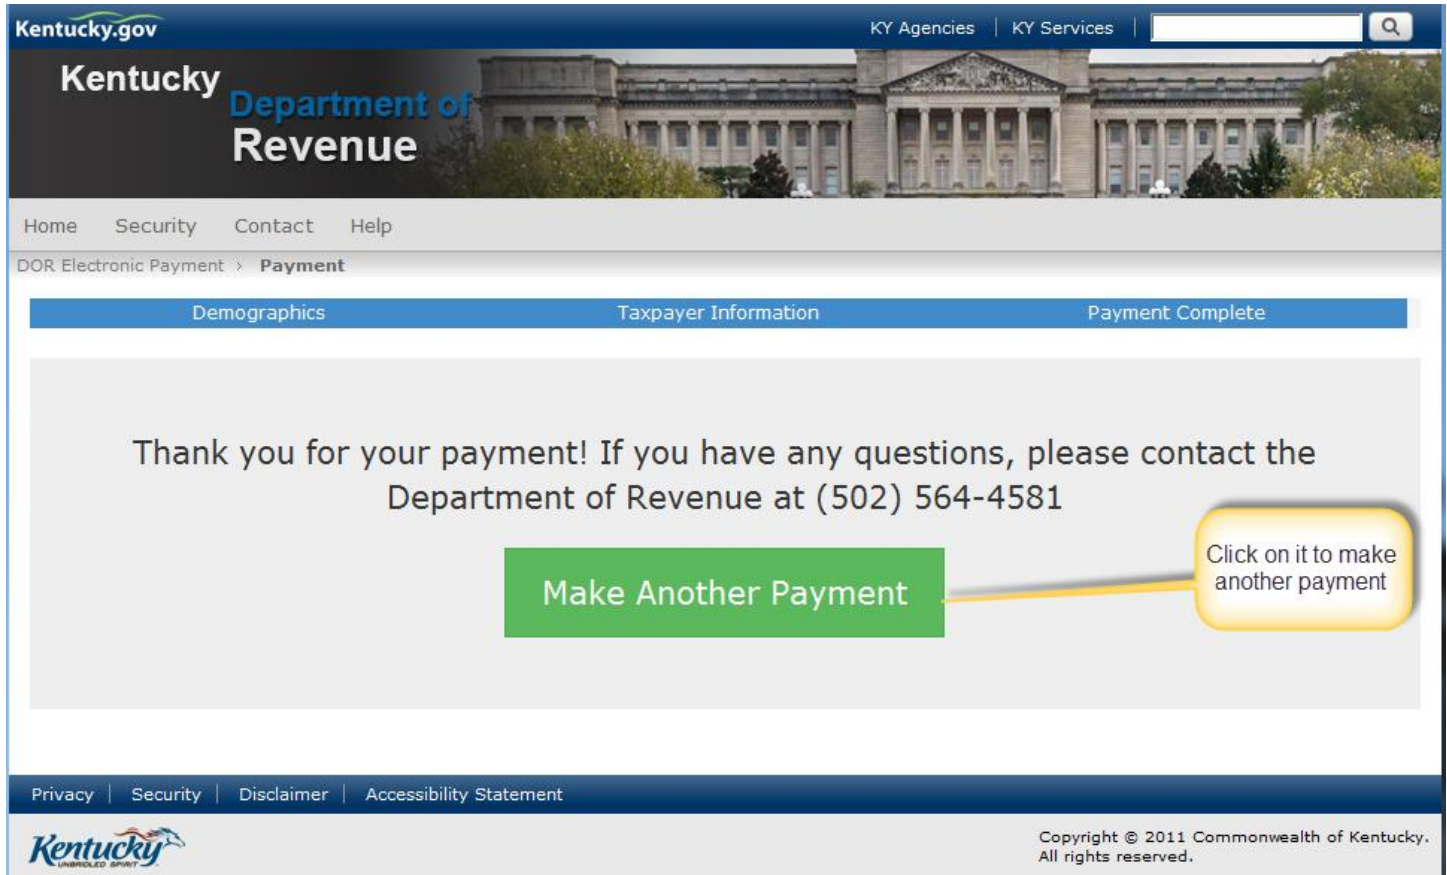 Kentucky.gov
KY Agencies | KY Services |
Kentucky
Department of
Revenue
Home Security Contact Help
DOR Electronic Payment › Payment
Demographics Taxpayer Information Payment Complete
Thank you for your payment! If you have any questions, please contact the
Department of Revenue at (502) 564-4581
Make Another Payment
Click on it to make
another payment
Privacy | Security | Disclaimer | Accessibility Statement
Kentucky
UNBRIDLED SPIRIT
Copyright © 2011 Commonwealth of Kentucky.
All rights reserved.